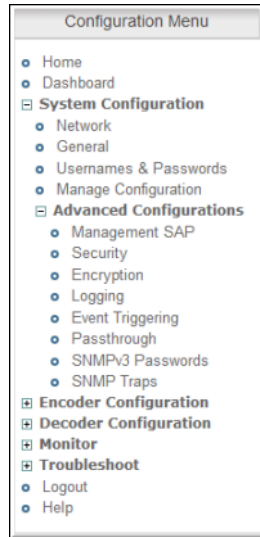 Configuration Menu
Home
Dashboard
System Configuration
Network
General
Usernames & Passwords
Manage Configuration
Advanced Configurations
Management SAP
Security
Encryption
Logging
Event Triggering
Passthrough
SNMPv3 Passwords
SNMP Traps
Encoder Configuration
Decoder Configuration
Monitor
Troubleshoot
Logout
Help